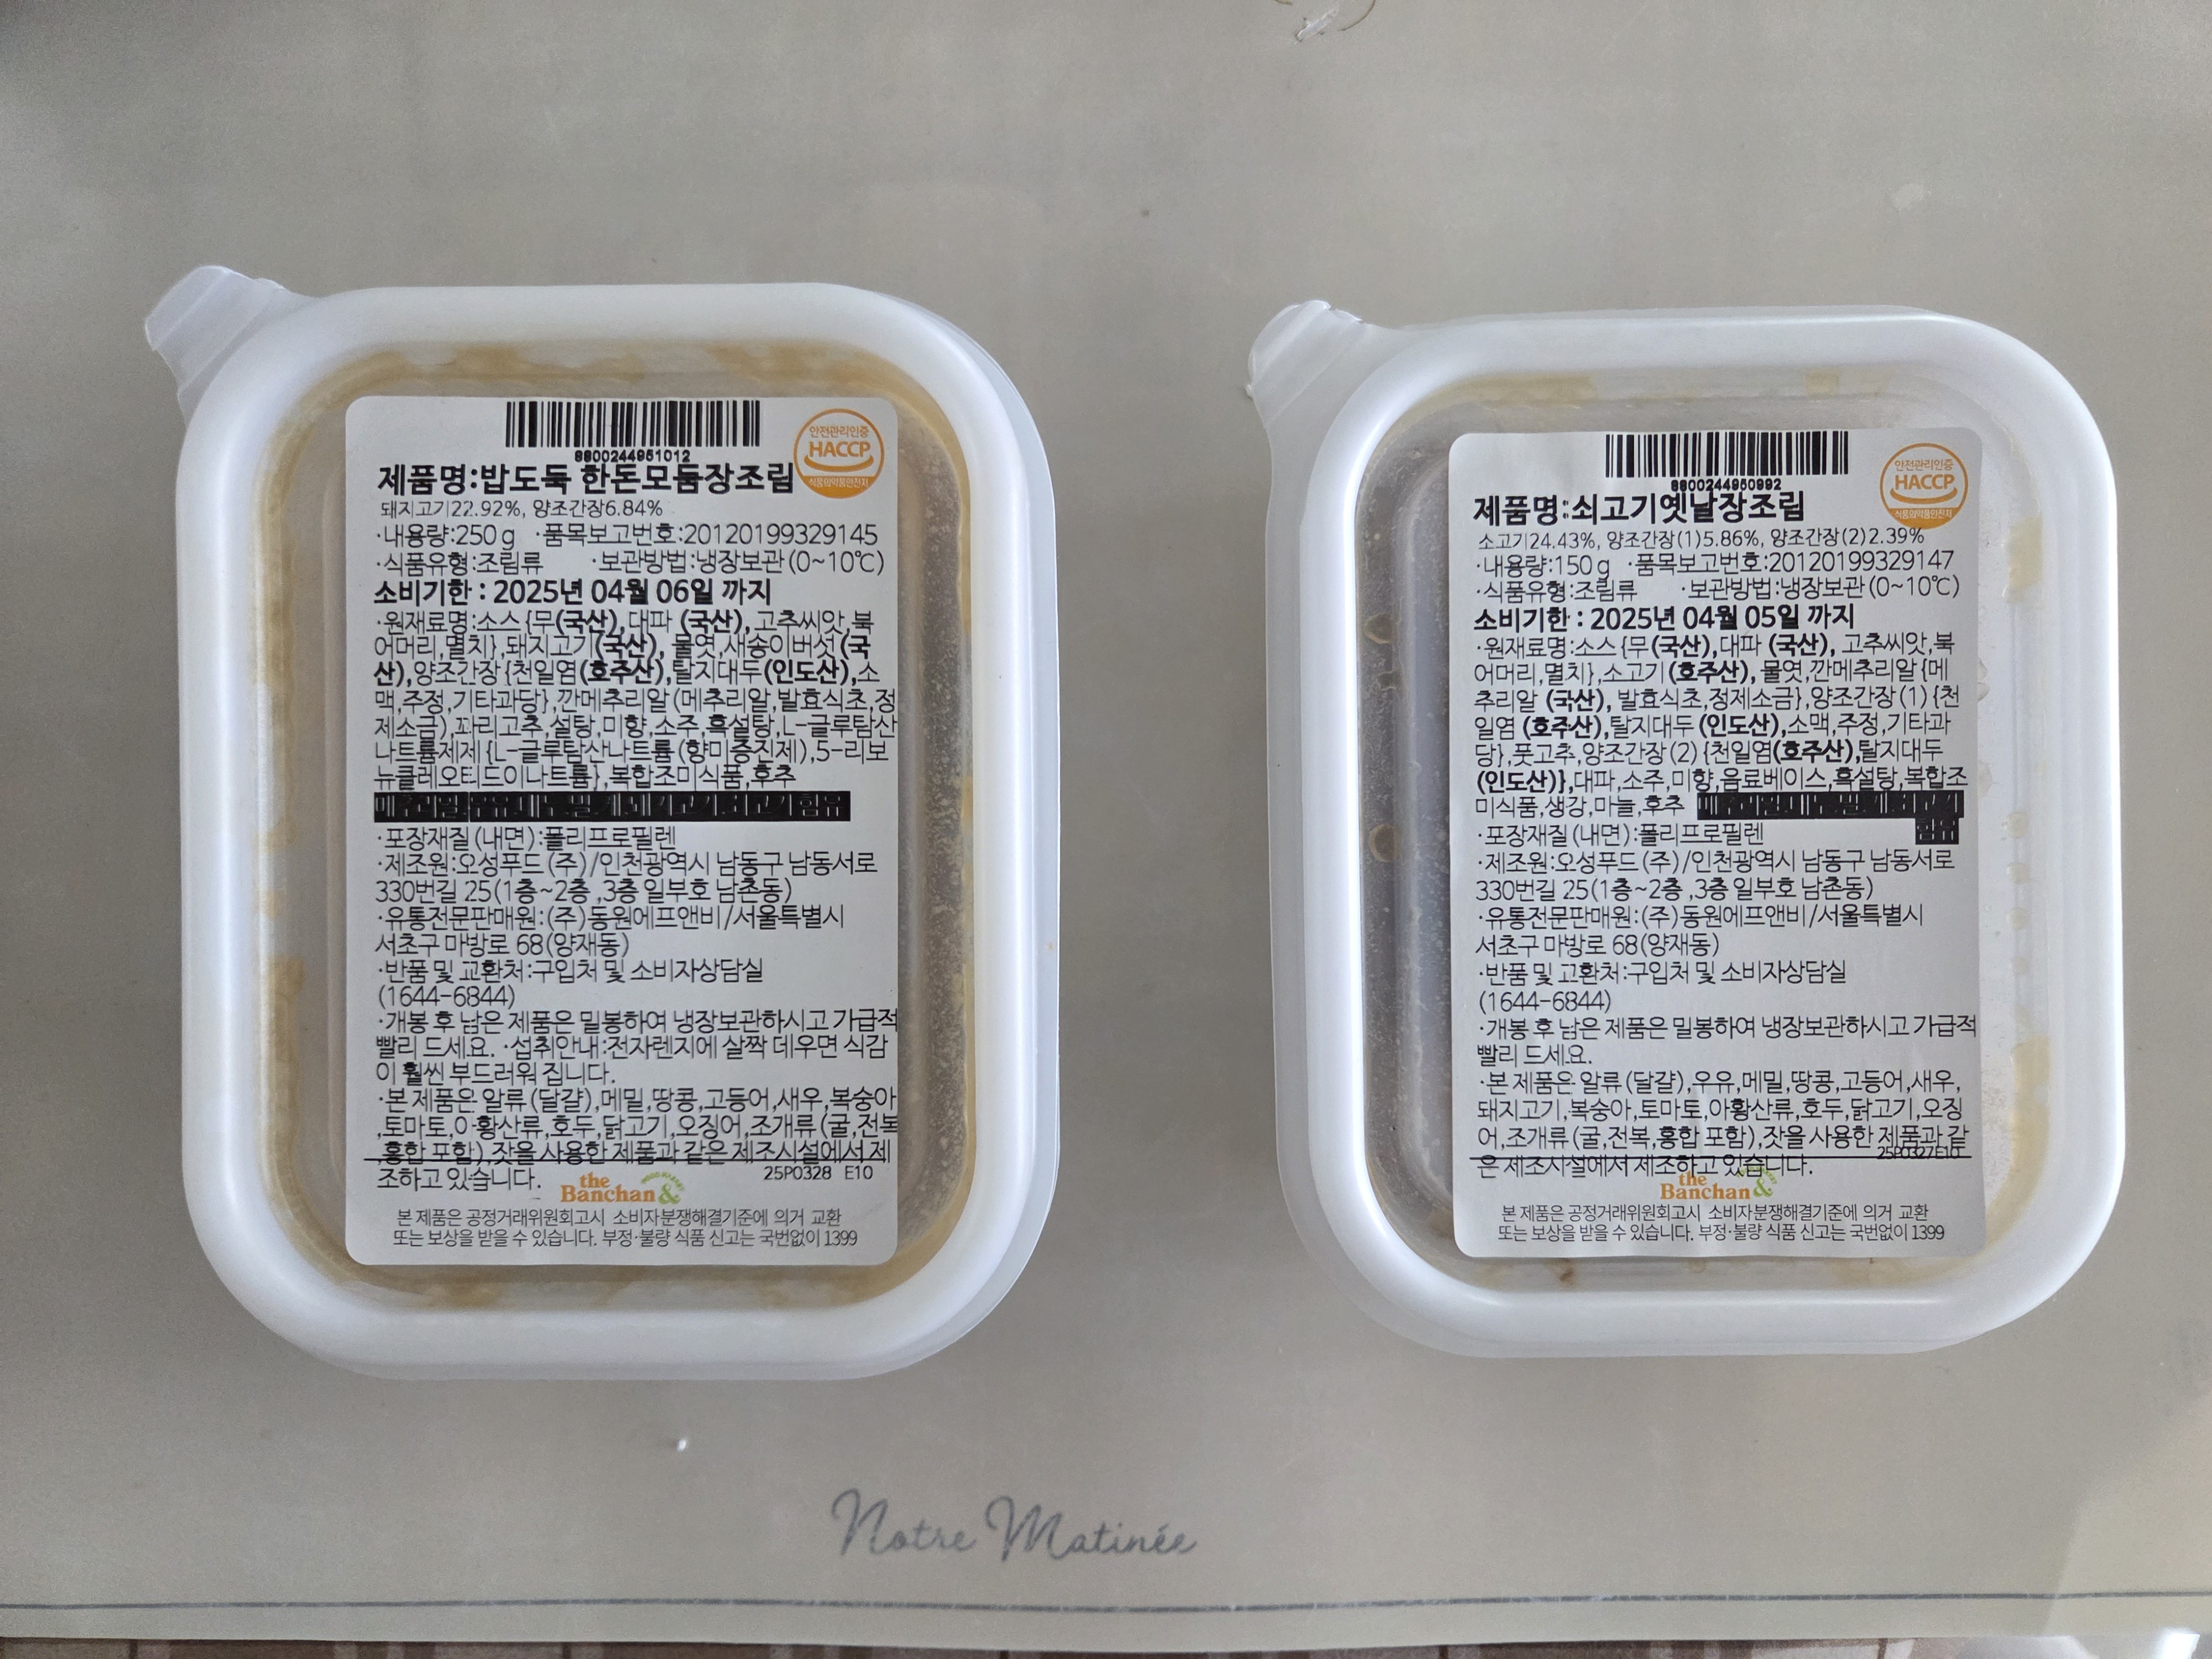 8800244951012
안전관리인증
HACCP
식품의약품안전처
제품명:밥도둑 한돈모둠장조림
돼지고기22.92%, 양조간장6.84%
·내용량:250g ·품목보고번호:20120199329145
·식품유형:조림류 ·보관방법:냉장보관(0~10℃)
소비기한 : 2025년 04월 06일 까지
·원재료명:소스{무(국산),대파 (국산), 고추씨앗,북
어머리,멸치},돼지고기(국산), 물엿,새송이버섯(국
산),양조간장{천일염(호주산),탈지대두(인도산),소
맥,주정,기타과당},깐메추리알(메추리알,발효식초,정
제소금),꽈리고추,설탕,미향,소주,흑설탕,L-글루탐산
나트륨제제{L-글루탐산나트륨(향미증진제),5-리보
뉴클레오티드이나트륨},복합조미식품,후추
함유
·포장재질(내면):폴리프로필렌
·제조원:오성푸드(주)/인천광역시 남동구 남동서로
330번길 25(1층~2층,3층 일부호 남촌동)
·유통전문판매원:(주)동원에프앤비/서울특별시
서초구 마방로 68(양재동)
·반품 및 교환처:구입처 및 소비자상담실
(1644-6844)
·개봉 후 남은 제품은 밀봉하여 냉장보관하시고 가급적
빨리 드세요. ·섭취안내:전자렌지에 살짝 데우면 식감
이 훨씬 부드러워 집니다.
·본 제품은 알류(달걀),메밀,땅콩,고등어,새우,복숭아
,토마토,아황산류,호두,닭고기,오징어,조개류(굴,전복
,홍합 포함),잣을 사용한 제품과 같은 제조시설에서 제
조하고 있습니다.
25P0328 E10
the
Banchan&
본 제품은 공정거래위원회고시 소비자분쟁해결기준에 의거 교환
또는 보상을 받을 수 있습니다. 부정·불량 식품 신고는 국번없이 1399
8800244950992
안전관리인증
HACCP
식품의약품안전처
제품명:쇠고기옛날장조림
소고기24.43%, 양조간장(1)5.86%, 양조간장(2)2.39%
·내용량:150g ·품목보고번호:20120199329147
·식품유형:조림류 ·보관방법:냉장보관(0~10℃)
소비기한 : 2025년 04월 05일 까지
·원재료명:소스{무(국산),대파 (국산), 고추씨앗,북
어머리,멸치},소고기(호주산), 물엿,깐메추리알{메
추리알 (국산), 발효식초,정제소금},양조간장(1){천
일염 (호주산),탈지대두 (인도산),소맥,주정,기타과
당},풋고추,양조간장(2){천일염(호주산),탈지대두
(인도산)},대파,소주,미향,음료베이스,흑설탕,복합조
미식품,생강,마늘,후추
함유
·포장재질(내면):폴리프로필렌
·제조원:오성푸드(주)/인천광역시 남동구 남동서로
330번길 25(1층~2층,3층 일부호 남촌동)
·유통전문판매원:(주)동원에프앤비/서울특별시
서초구 마방로 68(양재동)
·반품 및 교환처:구입처 및 소비자상담실
(1644-6844)
·개봉 후 남은 제품은 밀봉하여 냉장보관하시고 가급적
빨리 드세요.
·본 제품은 알류(달걀),우유,메밀,땅콩,고등어,새우,
돼지고기,복숭아,토마토,아황산류,호두,닭고기,오징
어,조개류(굴,전복,홍합 포함),잣을 사용한 제품과 같
은 제조시설에서 제조하고 있습니다.
25P0327E10
the
Banchan&
본 제품은 공정거래위원회고시 소비자분쟁해결기준에 의거 교환
또는 보상을 받을 수 있습니다. 부정·불량 식품 신고는 국번없이 1399
Notre Matinée